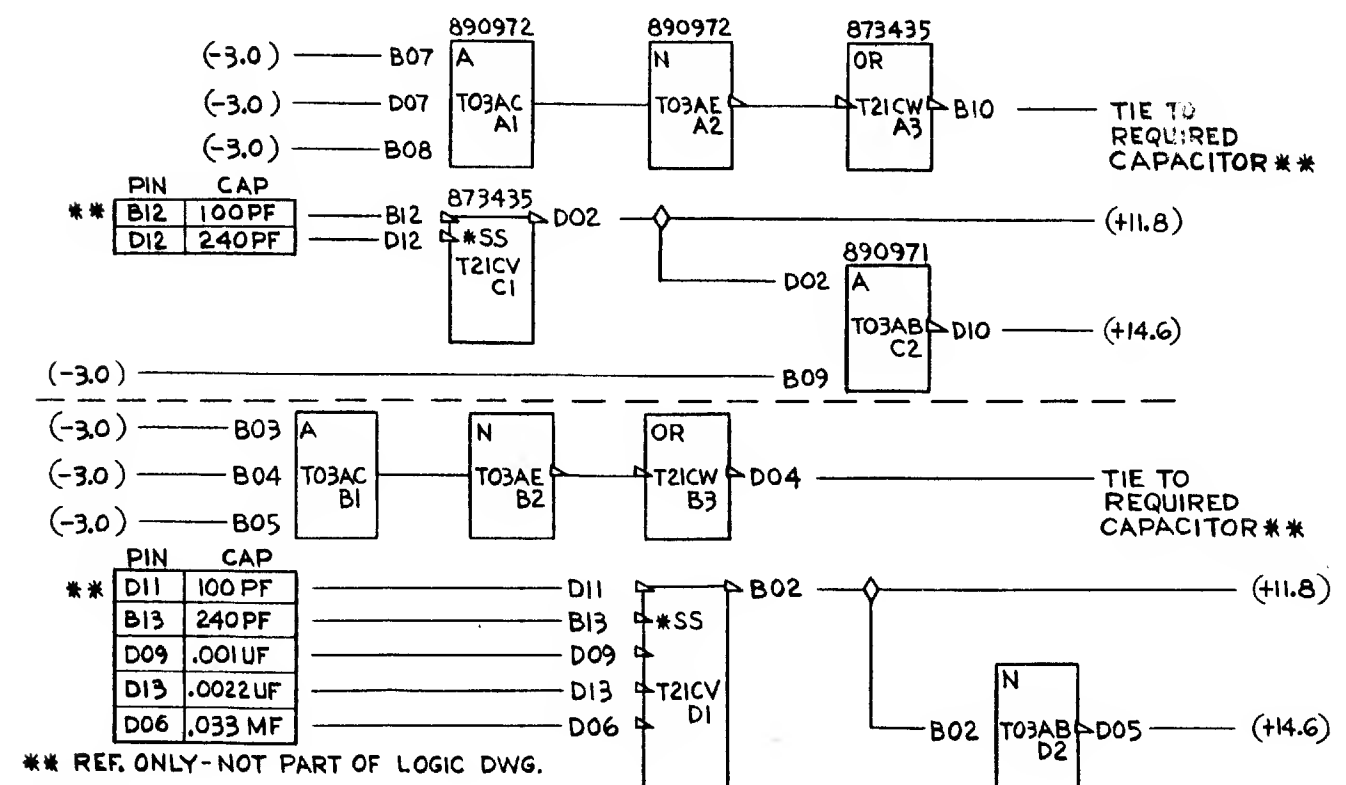 890972 890972 873435
(-3.0) B07 A N OR
(-3.0) D07 T03AC T03AE T21CW B10 TIE TO
A1 A2 A3 REQUIRED
(-3.0) B08 CAPACITOR**
PIN CAP
** B12 100PF B12 873435 D02 (+11.8)
D12 240PF D12 *SS
T21CV
C1
890971
D02 A
T03AB D10 (+14.6)
C2
(-3.0) B09
(-3.0) B03 A N OR
(-3.0) B04 T03AC T03AE T21CW D04 TIE TO
B1 B2 B3 REQUIRED
(-3.0) B05 CAPACITOR**
PIN CAP
** D11 100PF D11 B02 (+11.8)
B13 240PF B13 *SS
D09 .001UF D09
D13 .0022UF D13 T21CV
D1
D06 .033 MF D06
N
B02 T03AB D05 (+14.6)
D2
** REF. ONLY-NOT PART OF LOGIC DWG.